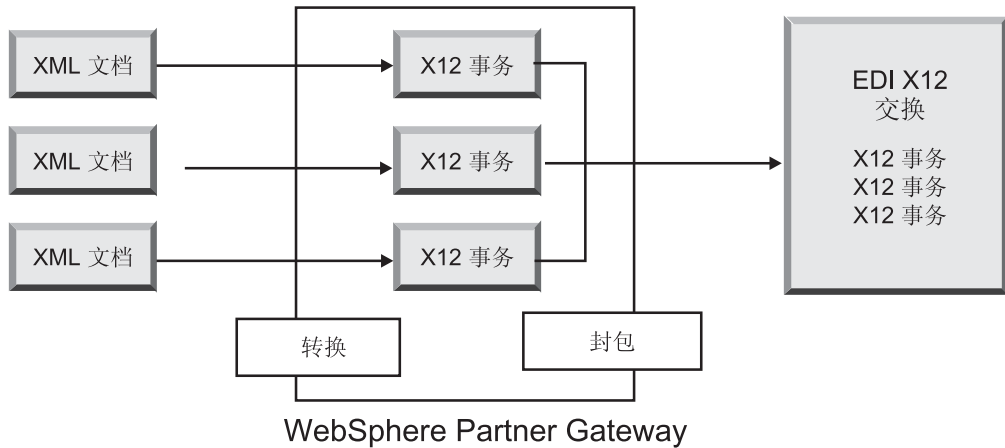 XML 文档
X12 事务
EDI X12
交换
XML 文档
X12 事务
X12 事务
X12 事务
X12 事务
XML 文档
X12 事务
转换
封包
WebSphere Partner Gateway